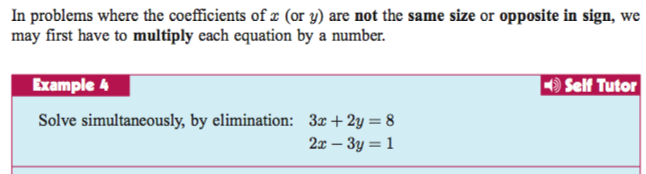 In problems where the coefficients of x (or y) are not the same size or opposite in sign, we
may first have to multiply each equation by a number.
Example 4
Self Tutor
Solve simultaneously, by elimination: 3x + 2y = 8
2x – 3y = 1